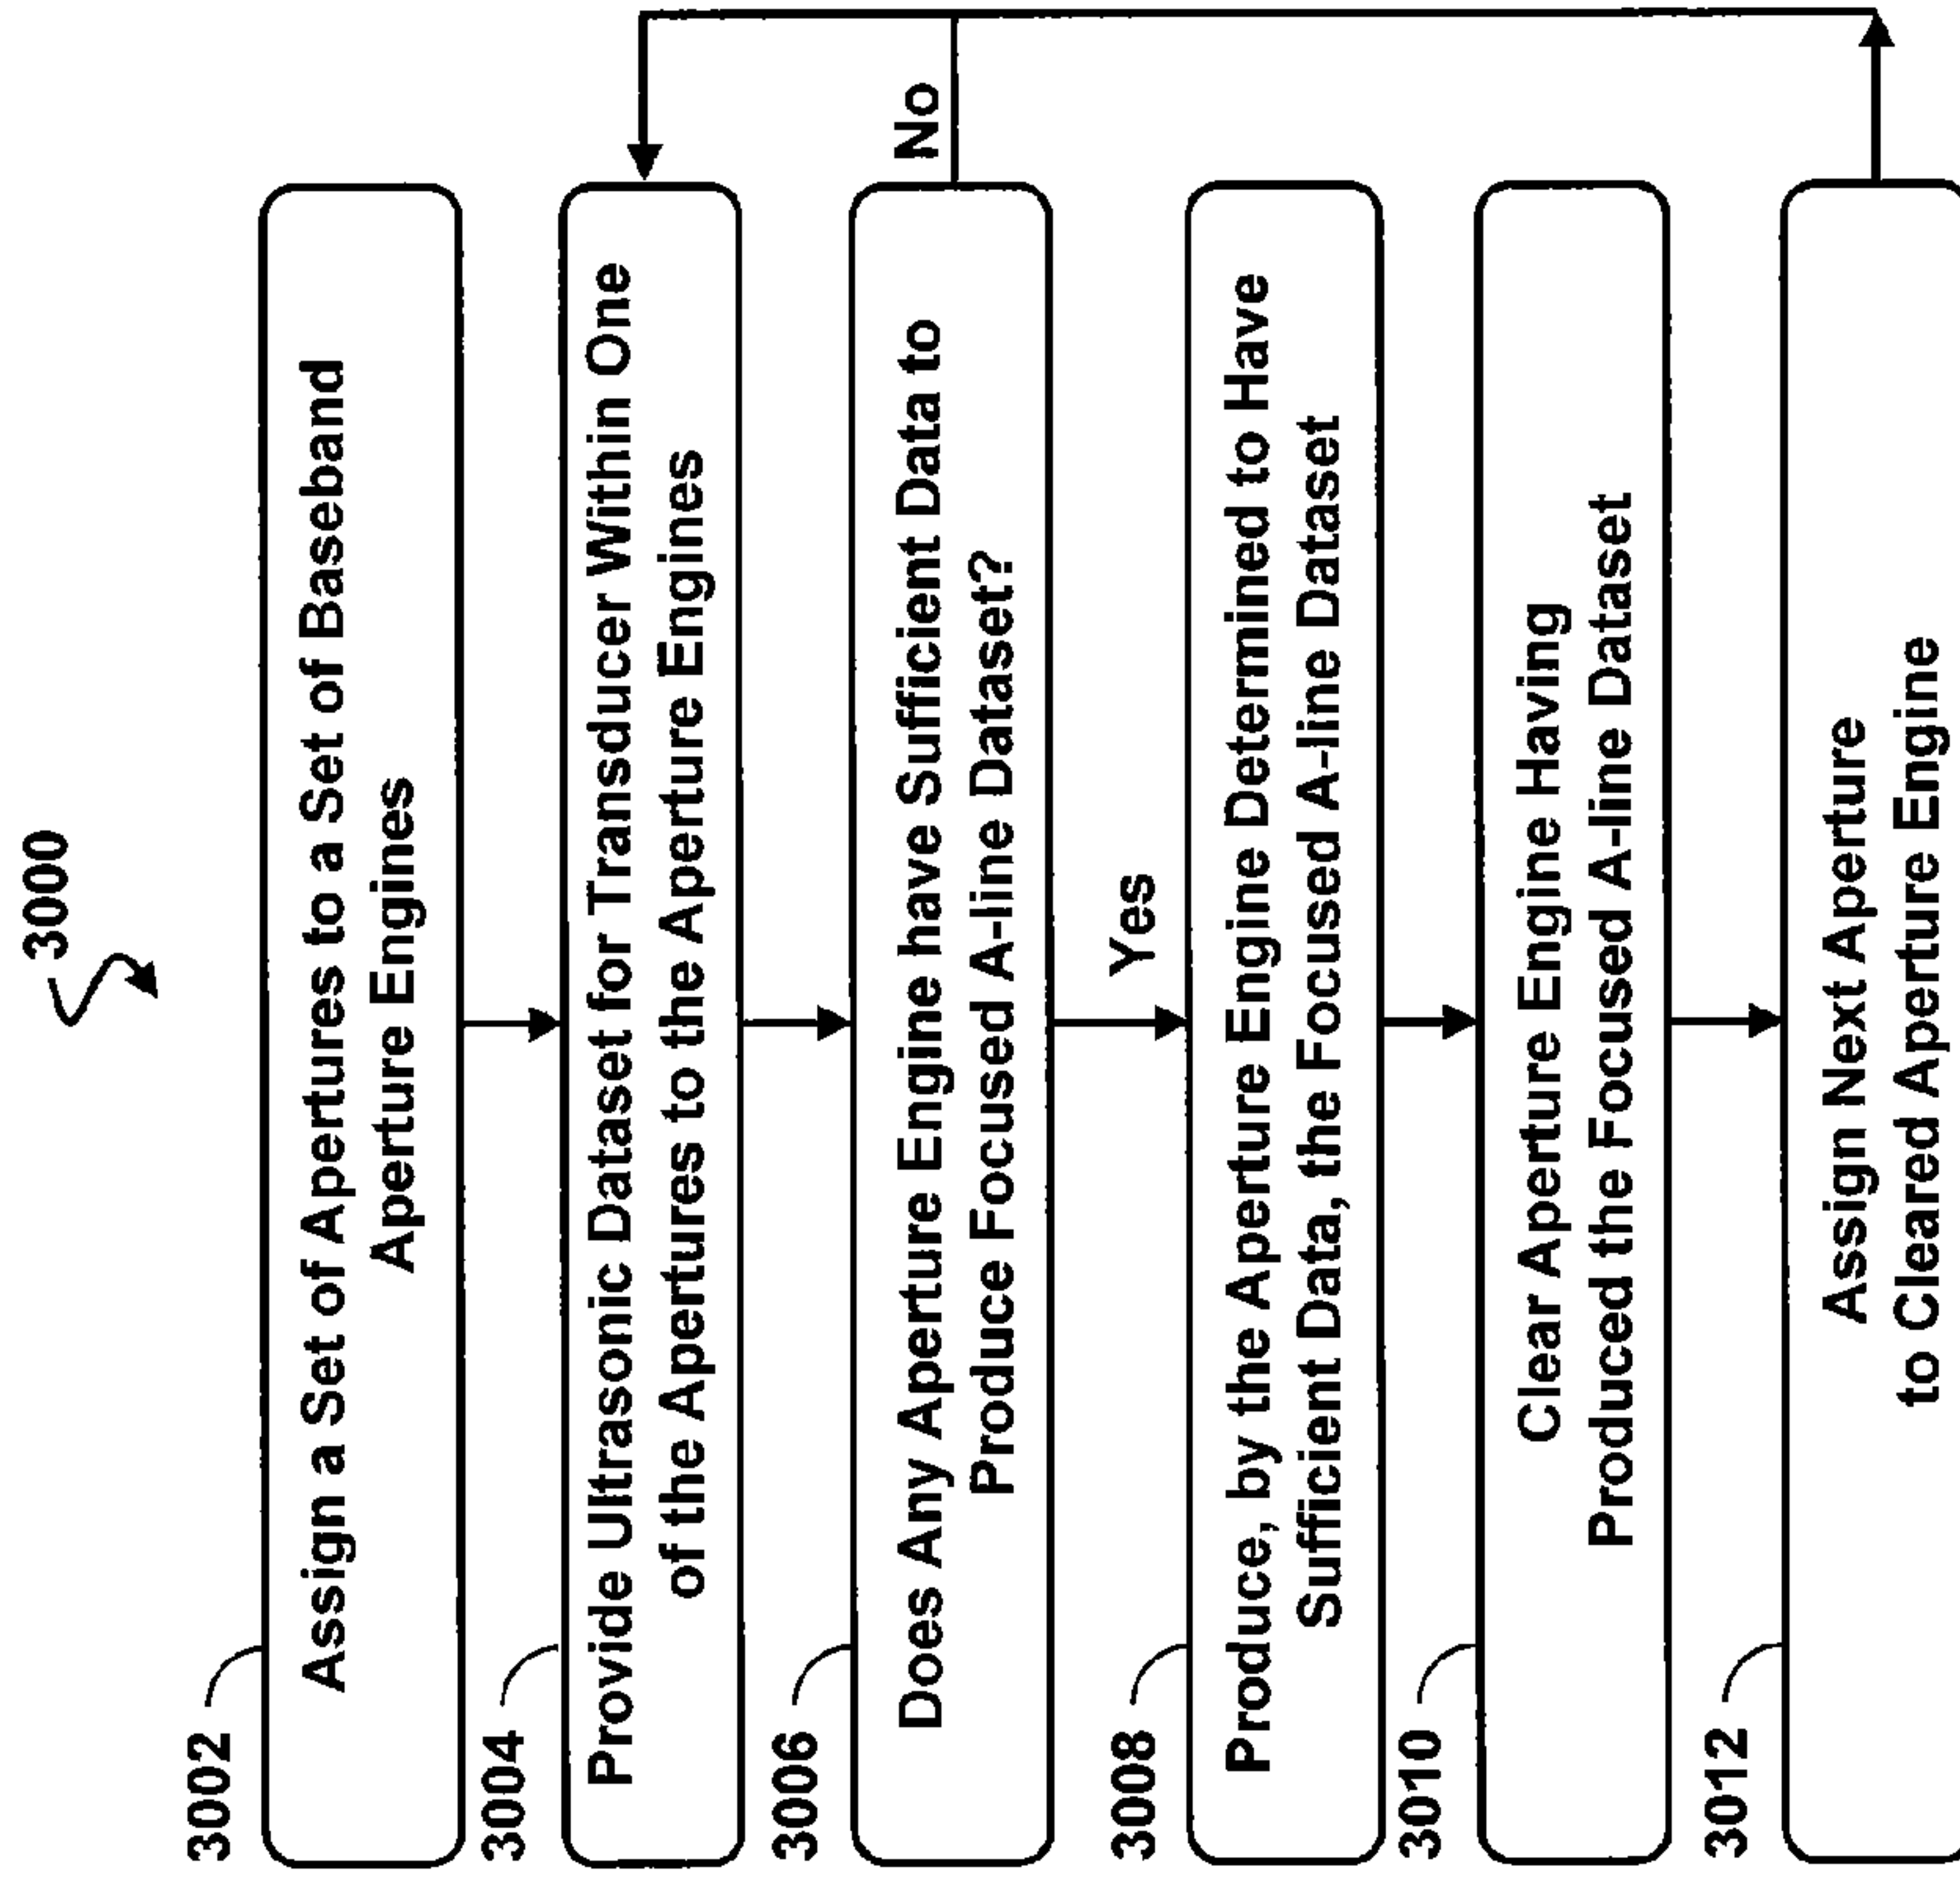 3000
3002
Assign a Set of Apertures to a Set of Baseband
Aperture Engines
3004
Provide Ultrasonic Dataset for Transducer Within One
of the Apertures to the Aperture Engines
3006
Does Any Aperture Engine have Sufficient Data to
Produce Focused A-line Dataset?
No
Yes
3008
Produce, by the Aperture Engine Determined to Have
Sufficient Data, the Focused A-line Dataset
3010
Clear Aperture Engine Having
Produced the Focused A-line Dataset
3012
Assign Next Aperture
to Cleared Aperture Engine